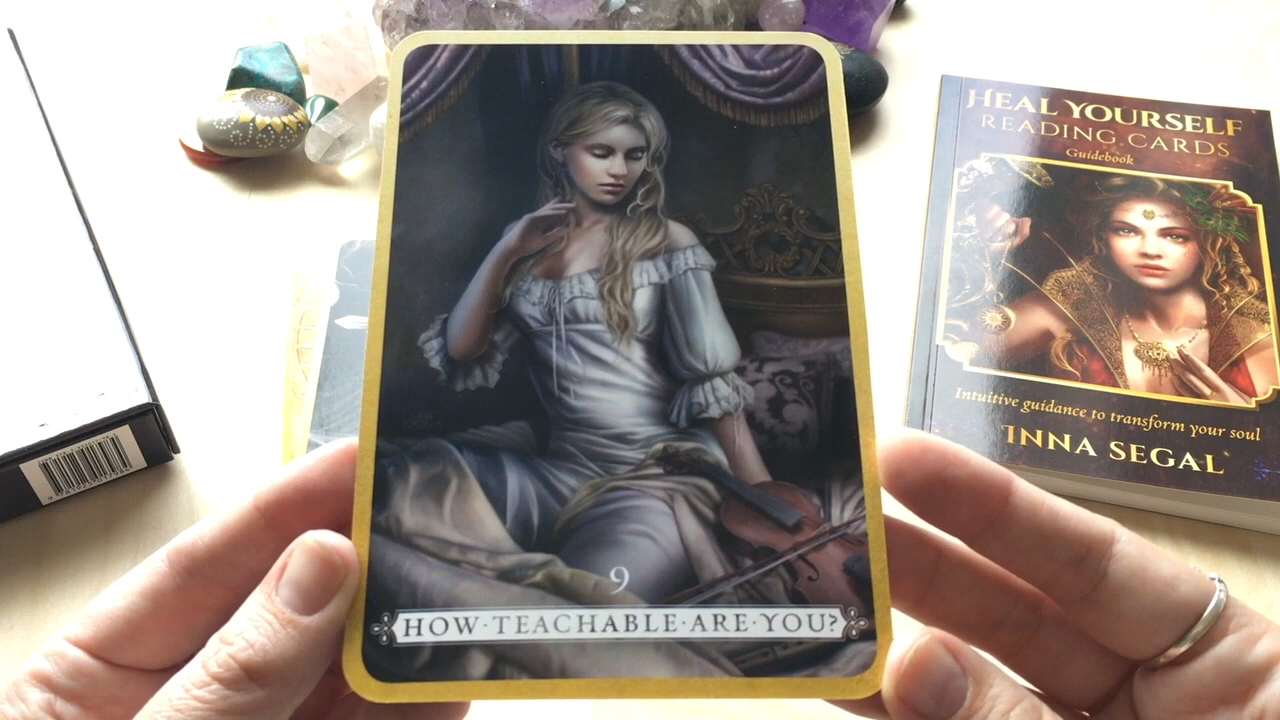 9
HOW·TEACHABLE·ARE·YOU?
HEAL YOURSELF
READING CARDS
Guidebook
Intuitive guidance to transform your soul
INNA SEGAL